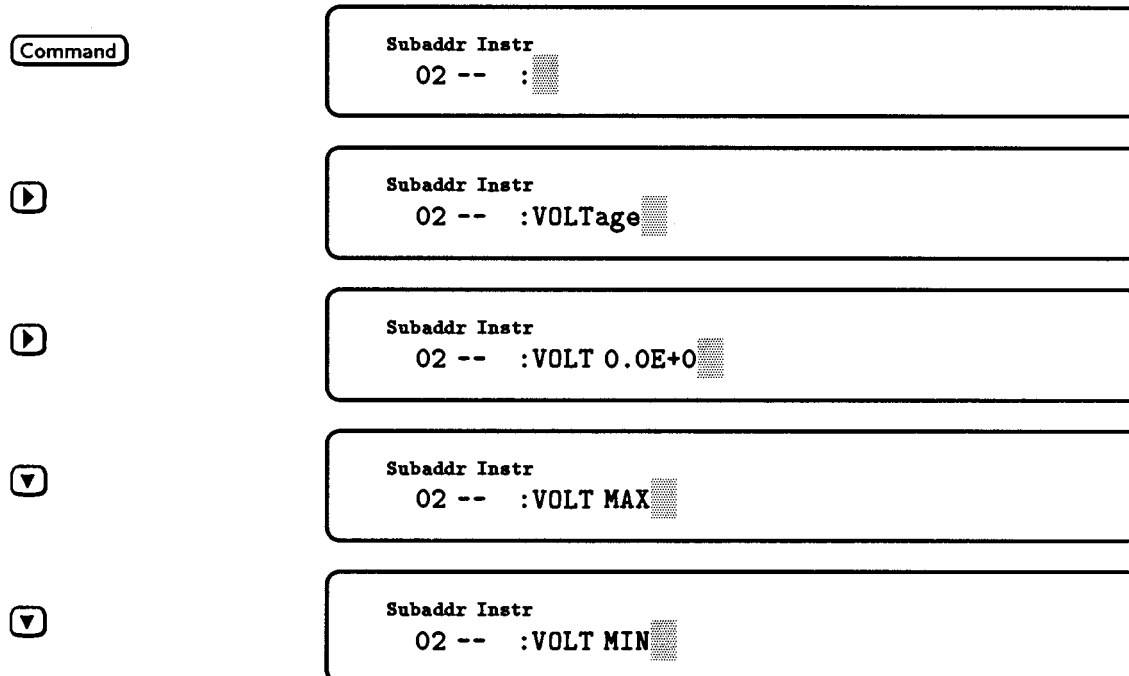 Command
Subaddr Instr
02 -- :
Subaddr Instr
02 -- :VOLTage
Subaddr Instr
02 -- :VOLT 0.0E+0
Subaddr Instr
02 -- :VOLT MAX
Subaddr Instr
02 -- :VOLT MIN